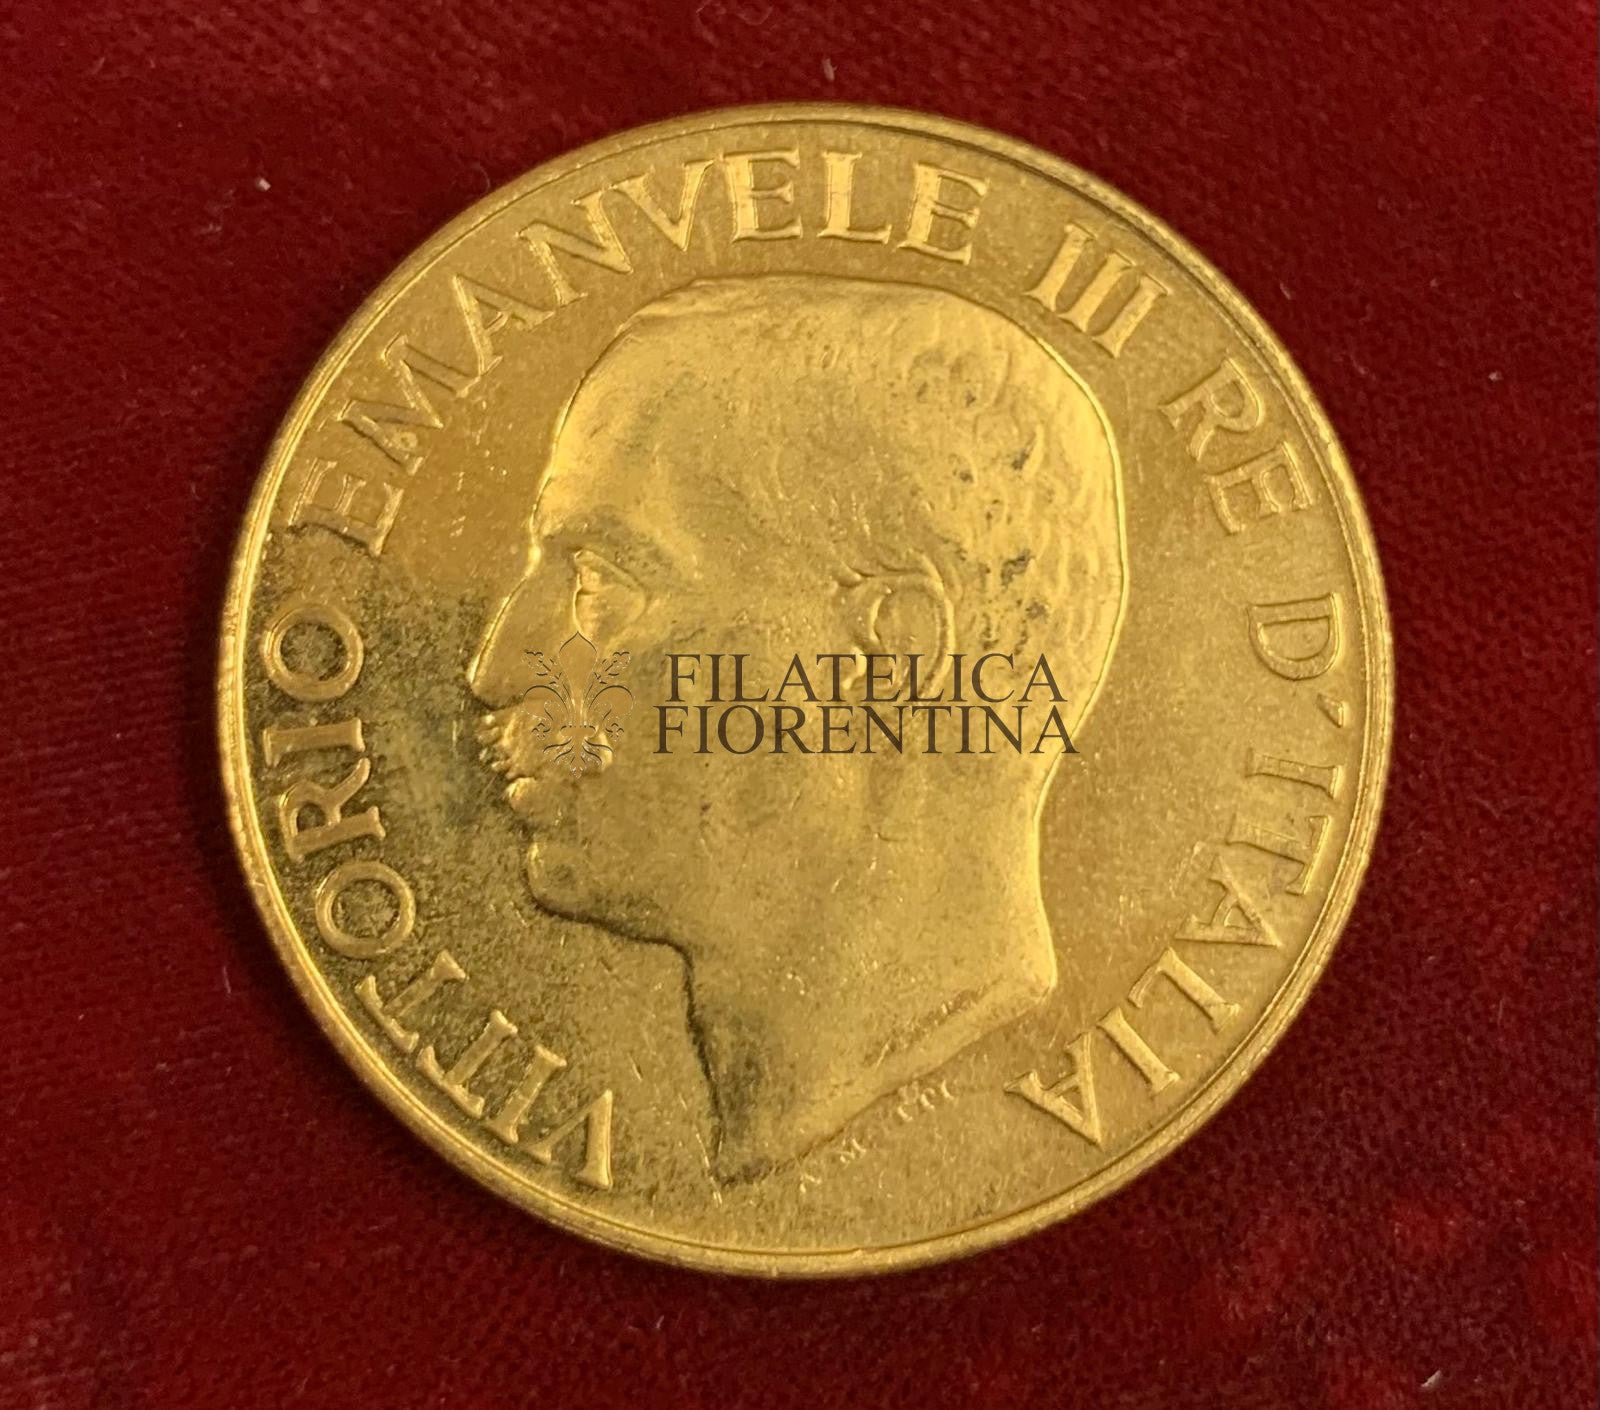 VITTORIO EMANVELE III RE D'ITALIA
FILATELICA
FIORENTINA